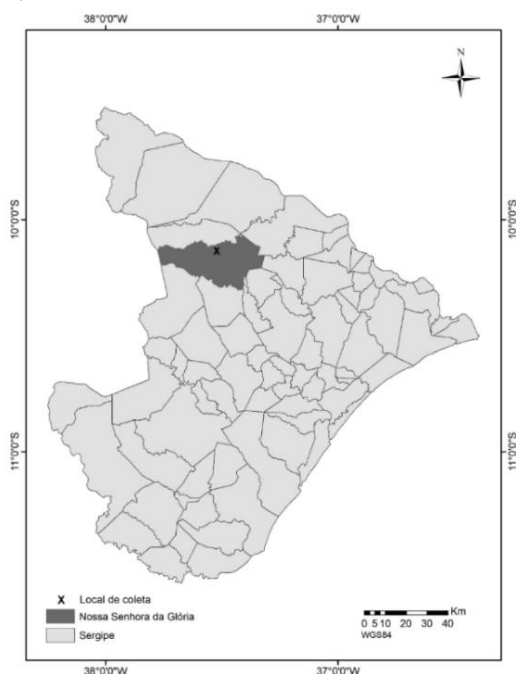 38°0'0"W 37°0'0"W
N
10°0'0"S 10°0'0"S
X
11°0'0"S 11°0'0"S
X Local de coleta
Nossa Senhora da Glória
Sergipe
Km
0 5 10 20 30 40
WGS84
38°0'0"W 37°0'0"W